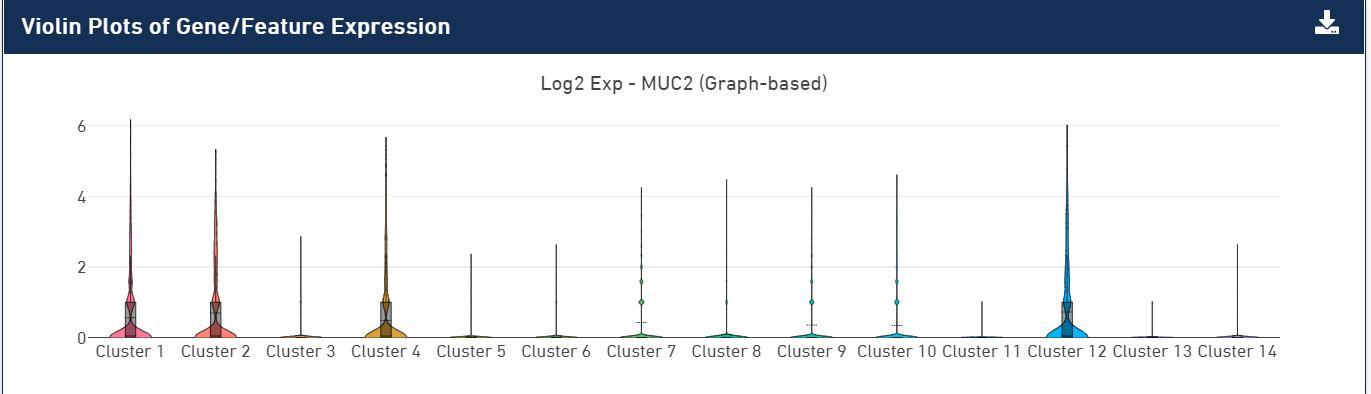 Violin Plots of Gene/Feature Expression
Log2 Exp - MUC2 (Graph-based)
6
4
2
0
Cluster 1 Cluster 2 Cluster 3 Cluster 4 Cluster 5 Cluster 6 Cluster 7 Cluster 8 Cluster 9 Cluster 10 Cluster 11 Cluster 12 Cluster 13 Cluster 14